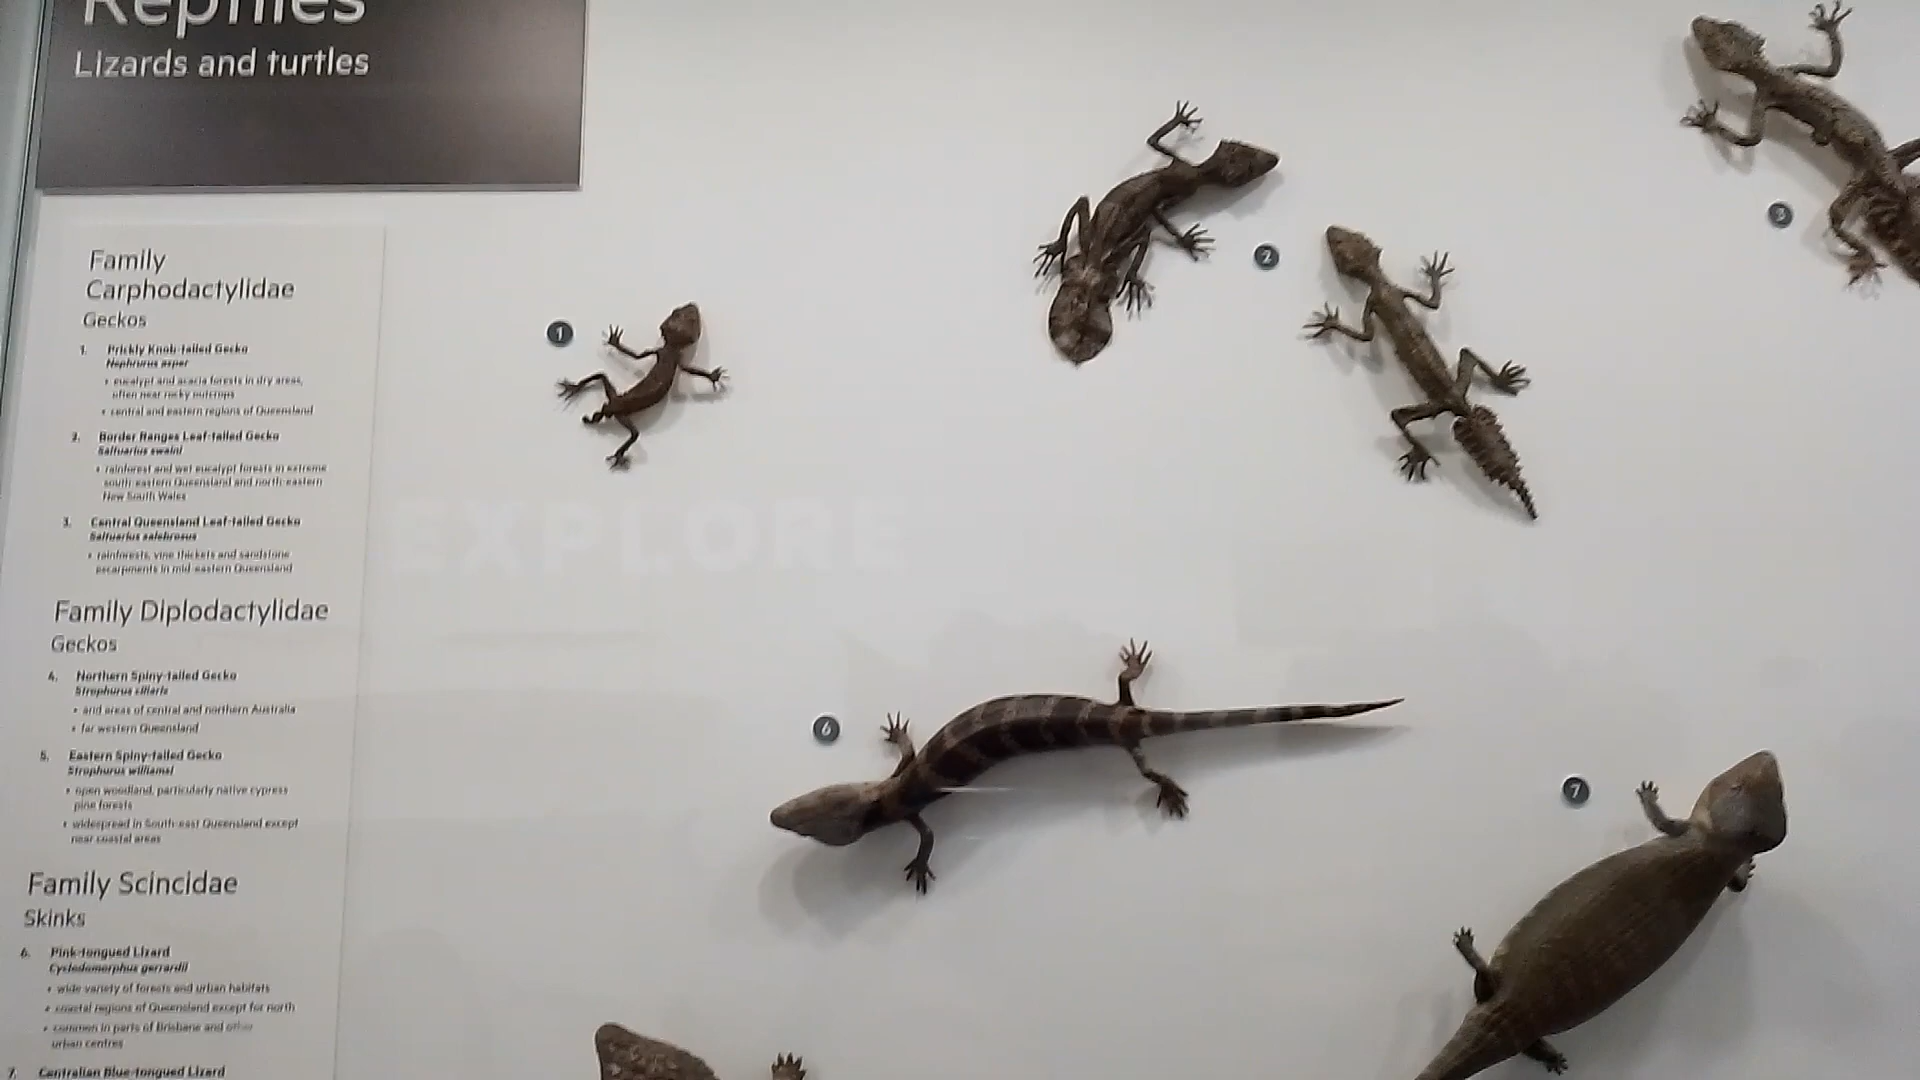 Reptiles
Lizards and turtles
Family
Carphodactylidae
Geckos
1. Prickly Knob-tailed Gecko
Nephrurus asper
• eucalypt and acacia forests in dry areas,
often near rocky outcrops
• central and eastern regions of Queensland
2. Border Ranges Leaf-tailed Gecko
Saltuarius swaini
• rainforest and wet eucalypt forests in extreme
south-eastern Queensland and north-eastern
New South Wales
3. Central Queensland Leaf-tailed Gecko
Saltuarius salebrosus
• rainforests, vine thickets and sandstone
escarpments in mid-eastern Queensland
Family Diplodactylidae
Geckos
4. Northern Spiny-tailed Gecko
Strophurus ciliaris
• arid areas of central and northern Australia
• far western Queensland
5. Eastern Spiny-tailed Gecko
Strophurus williamsi
• open woodland, particularly native cypress
pine forests
• widespread in South-east Queensland except
near coastal areas
Family Scincidae
Skinks
6. Pink-tongued Lizard
Cyclodomorphus gerrardii
• wide variety of forests and urban habitats
• coastal regions of Queensland except for north
• common in parts of Brisbane and other
urban centres
7. Centralian Blue-tongued Lizard
EXPLORE
1
2
3
6
7